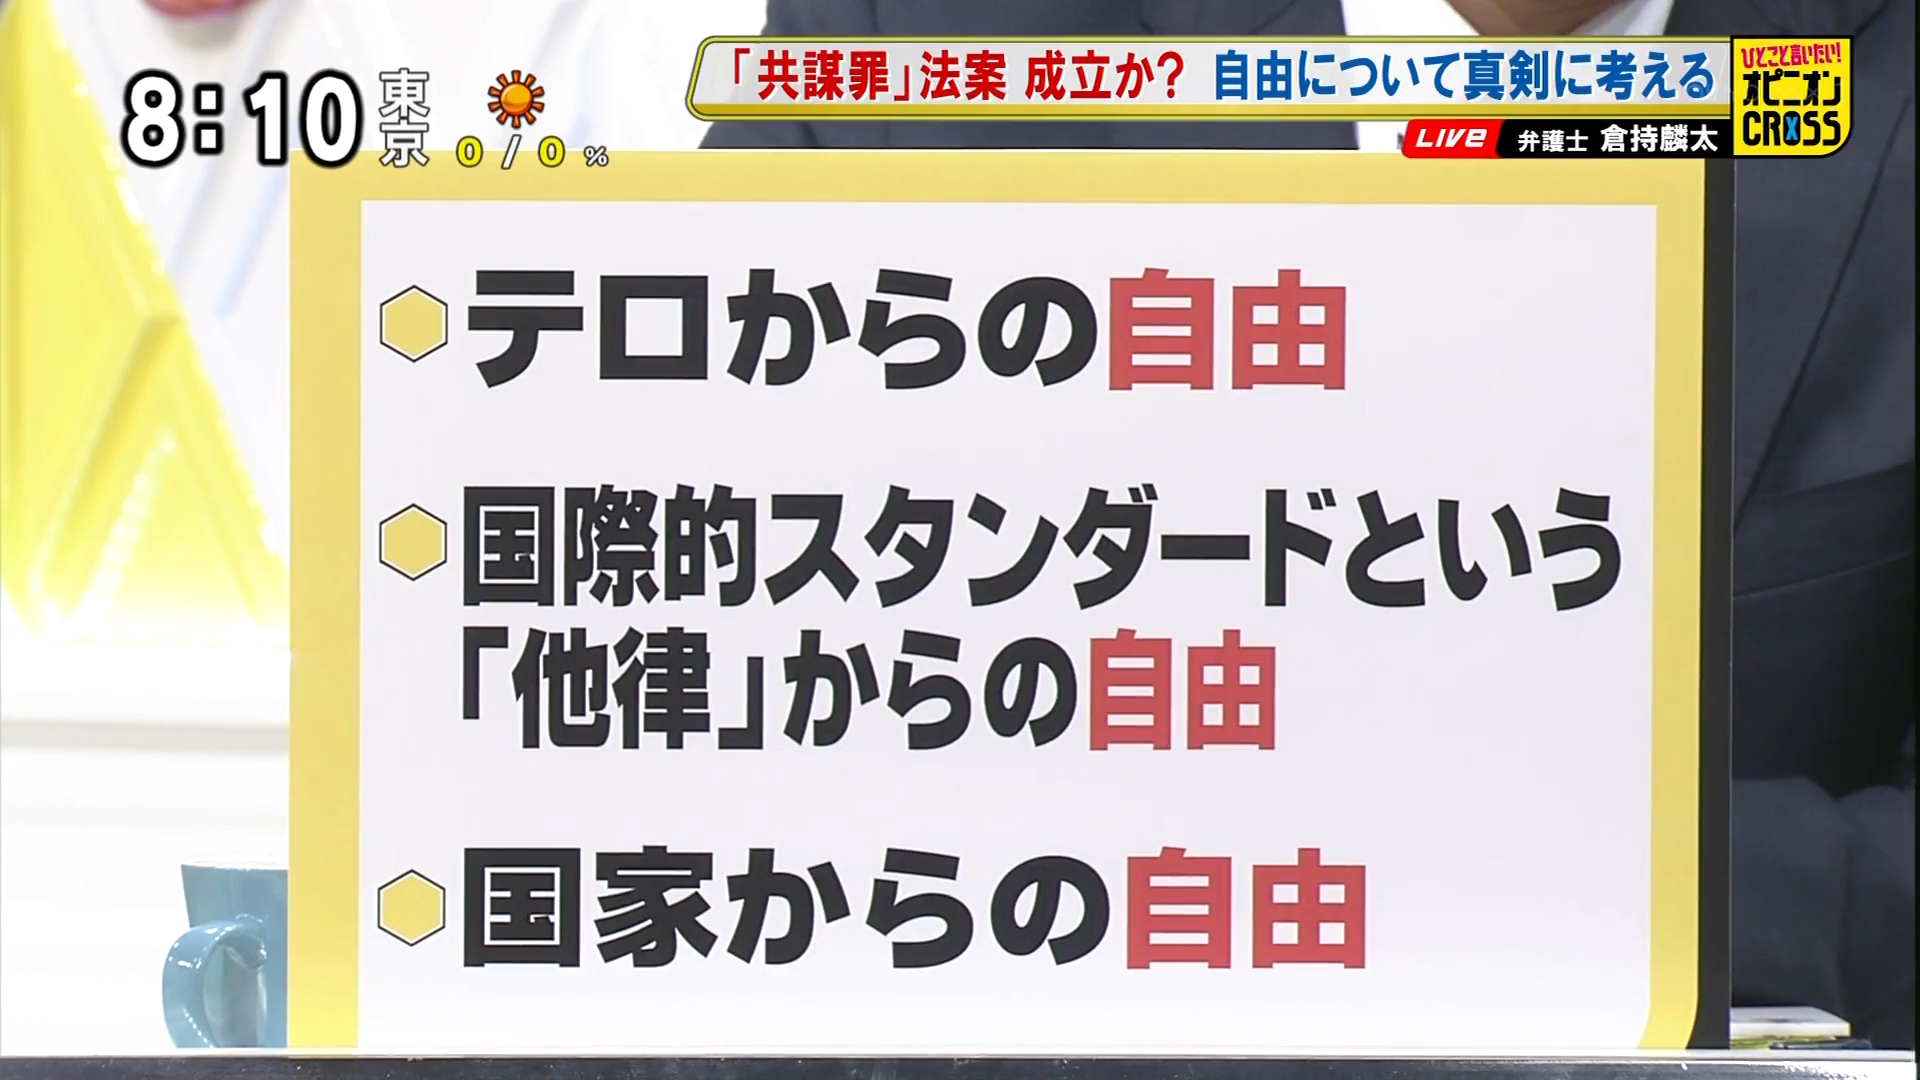 8:10
東京
0/0%
「共謀罪」法案 成立か? 自由について真剣に考える
ひとこと言いたい!
オピニオン
CROSS
LIVE 弁護士 倉持麟太
テロからの自由
国際的スタンダードという
「他律」からの自由
国家からの自由